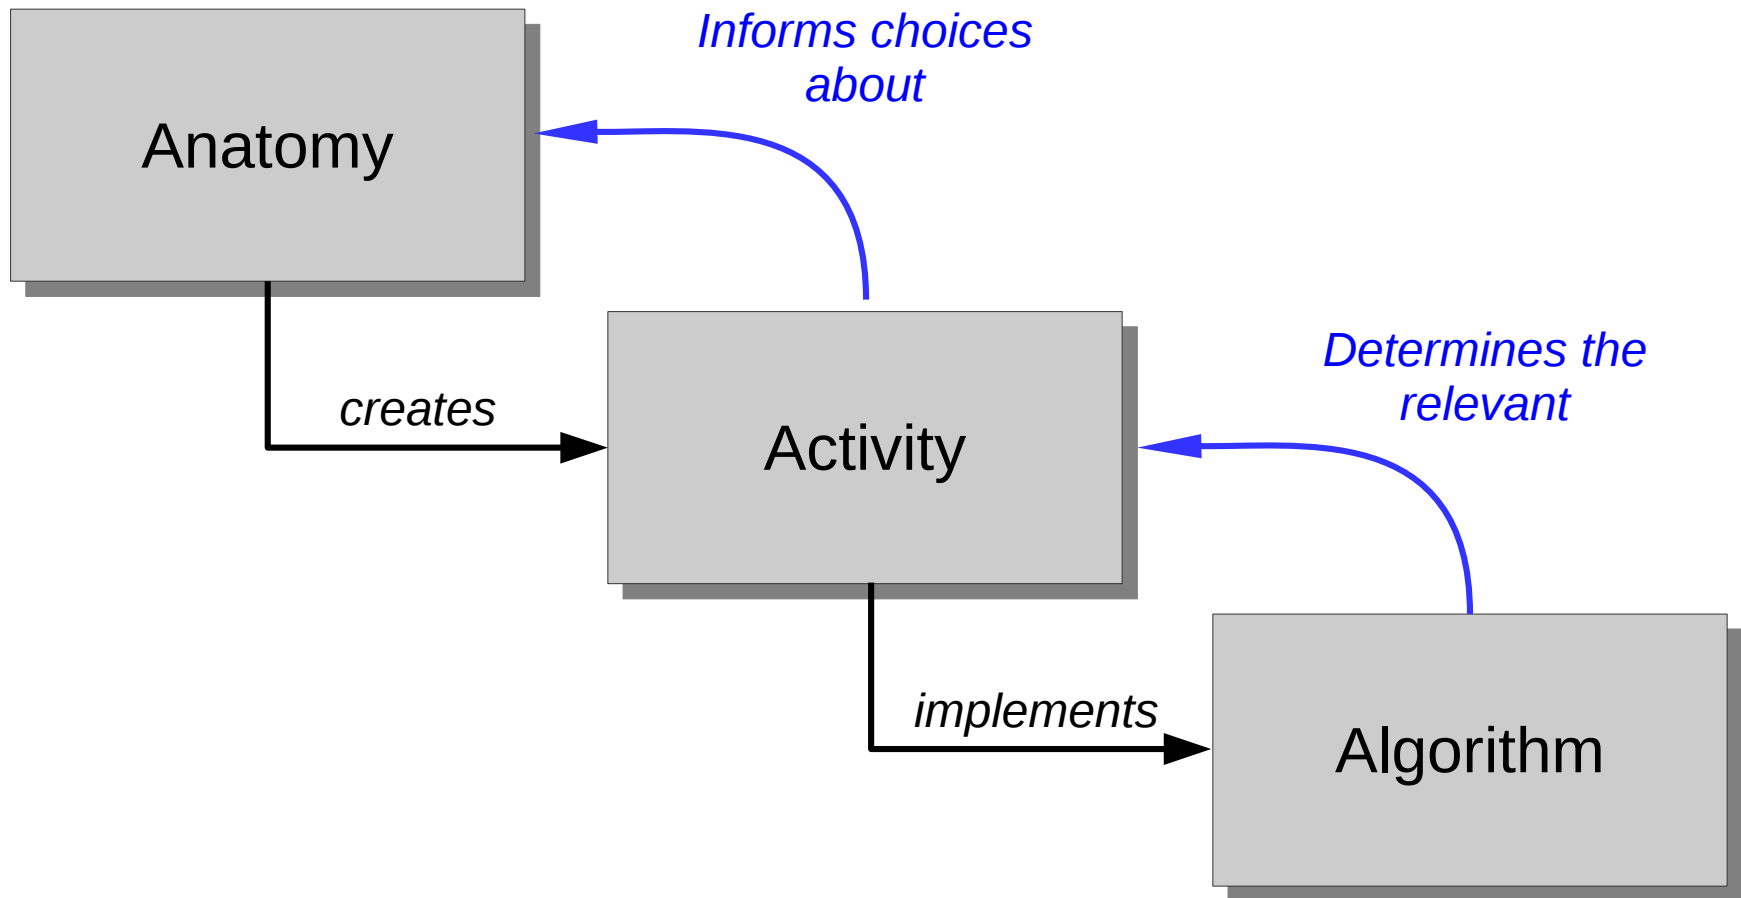 Informs choices
about
Anatomy
creates
Determines the
relevant
Activity
implements
Algorithm